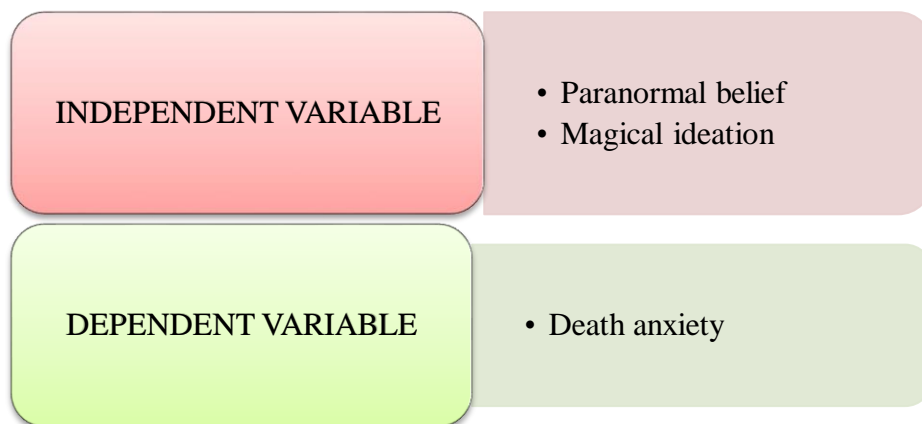 INDEPENDENT VARIABLE
• Paranormal belief
• Magical ideation
DEPENDENT VARIABLE
• Death anxiety